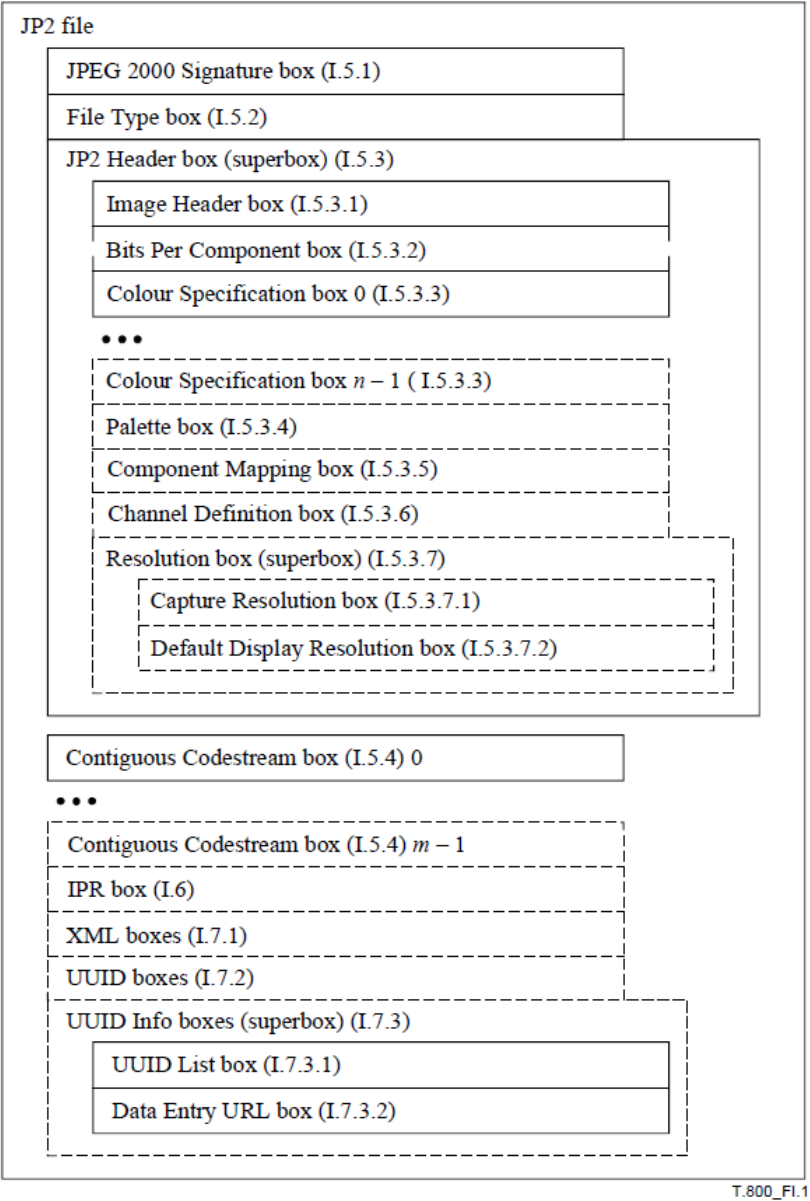 JP2 file
JPEG 2000 Signature box (I.5.1)
File Type box (I.5.2)
JP2 Header box (superbox) (I.5.3)
Image Header box (I.5.3.1)
Bits Per Component box (I.5.3.2)
Colour Specification box 0 (I.5.3.3)
•••
Colour Specification box n – 1 ( I.5.3.3)
Palette box (I.5.3.4)
Component Mapping box (I.5.3.5)
Channel Definition box (I.5.3.6)
Resolution box (superbox) (I.5.3.7)
Capture Resolution box (I.5.3.7.1)
Default Display Resolution box (I.5.3.7.2)
Contiguous Codestream box (I.5.4) 0
•••
Contiguous Codestream box (I.5.4) m – 1
IPR box (I.6)
XML boxes (I.7.1)
UUID boxes (I.7.2)
UUID Info boxes (superbox) (I.7.3)
UUID List box (I.7.3.1)
Data Entry URL box (I.7.3.2)
T.800_FI.1